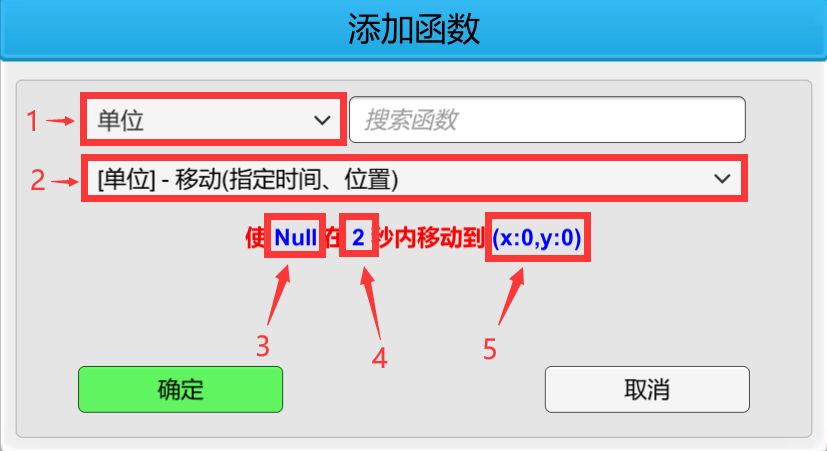 添加函数
1 单位 搜索函数
2 [单位] - 移动(指定时间、位置)
使 Null 在 2 秒内移动到 (x:0,y:0)
3 4 5
确定 取消